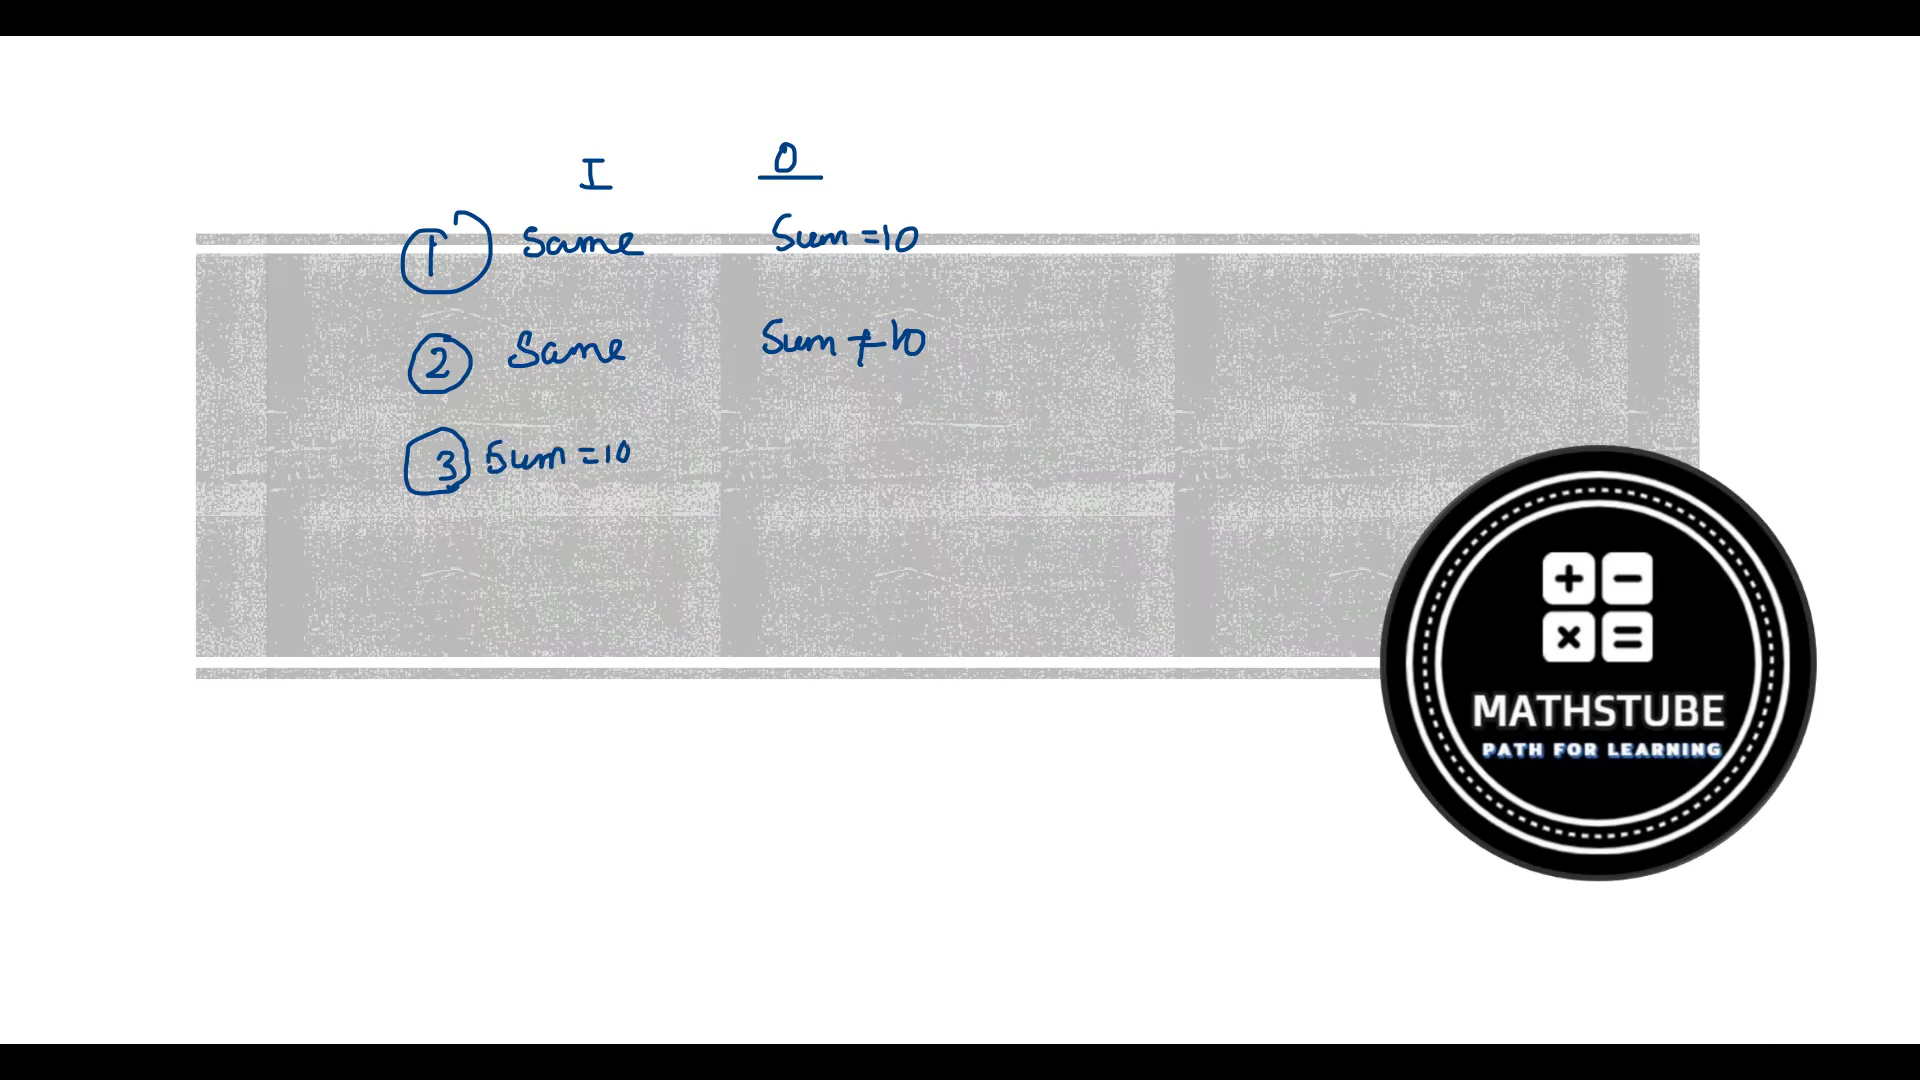 I O
1 Same Sum = 10
2 Same Sum ≠ 10
3 Sum = 10
+ −
× =
MATHSTUBE
PATH FOR LEARNING